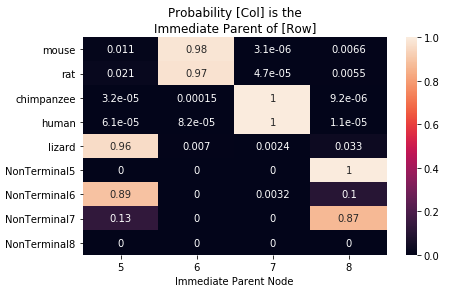 Probability [Col] is the
Immediate Parent of [Row]
mouse 0.011 0.98 3.1e-06 0.0066
rat 0.021 0.97 4.7e-05 0.0055
chimpanzee 3.2e-05 0.00015 1 9.2e-06
human 6.1e-05 8.2e-05 1 1.1e-05
lizard 0.96 0.007 0.0024 0.033
NonTerminal5 0 0 0 1
NonTerminal6 0.89 0 0.0032 0.1
NonTerminal7 0.13 0 0 0.87
NonTerminal8 0 0 0 0
5 6 7 8
Immediate Parent Node
1.0
0.8
0.6
0.4
0.2
0.0